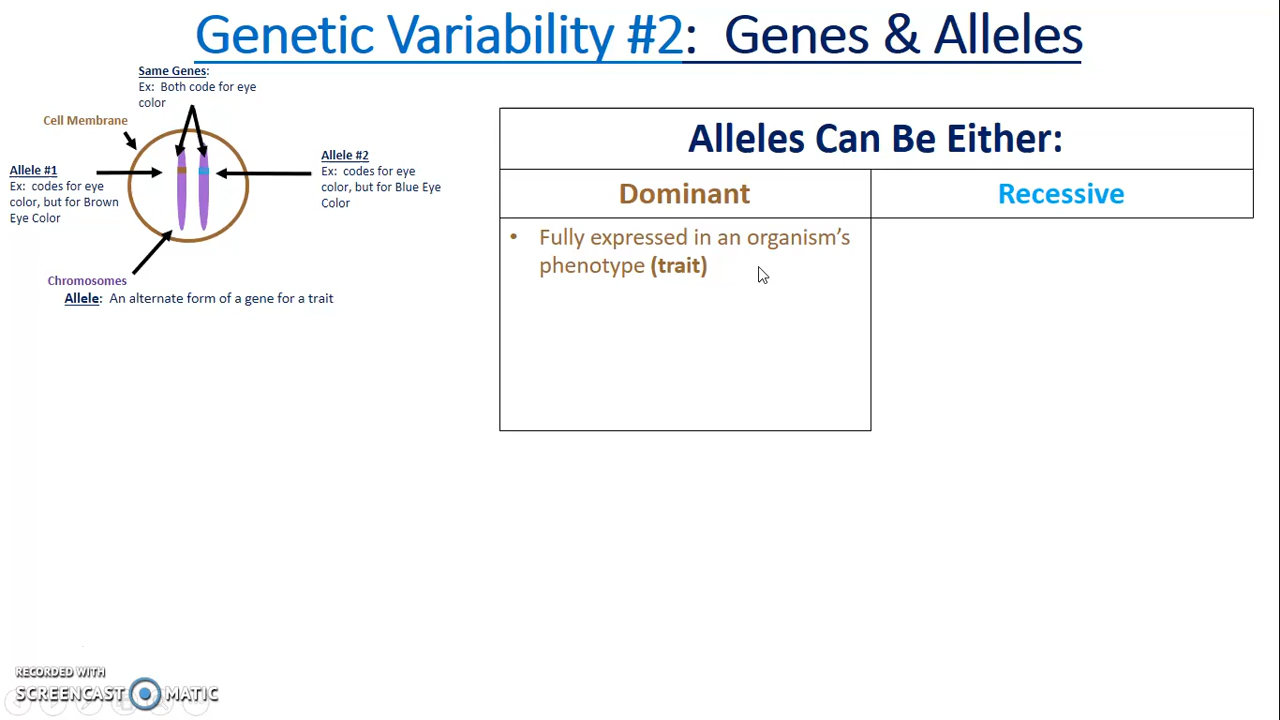 Genetic Variability #2:  Genes & Alleles
Same Genes:
Ex:  Both code for eye
color
Cell Membrane
Allele #1
Ex:  codes for eye
color, but for Brown
Eye Color
Allele #2
Ex:  codes for eye
color, but for Blue Eye
Color
Chromosomes
Allele:  An alternate form of a gene for a trait
Alleles Can Be Either:
Dominant
Recessive
• Fully expressed in an organism’s
phenotype (trait)
RECORDED WITH
SCREENCAST MATIC